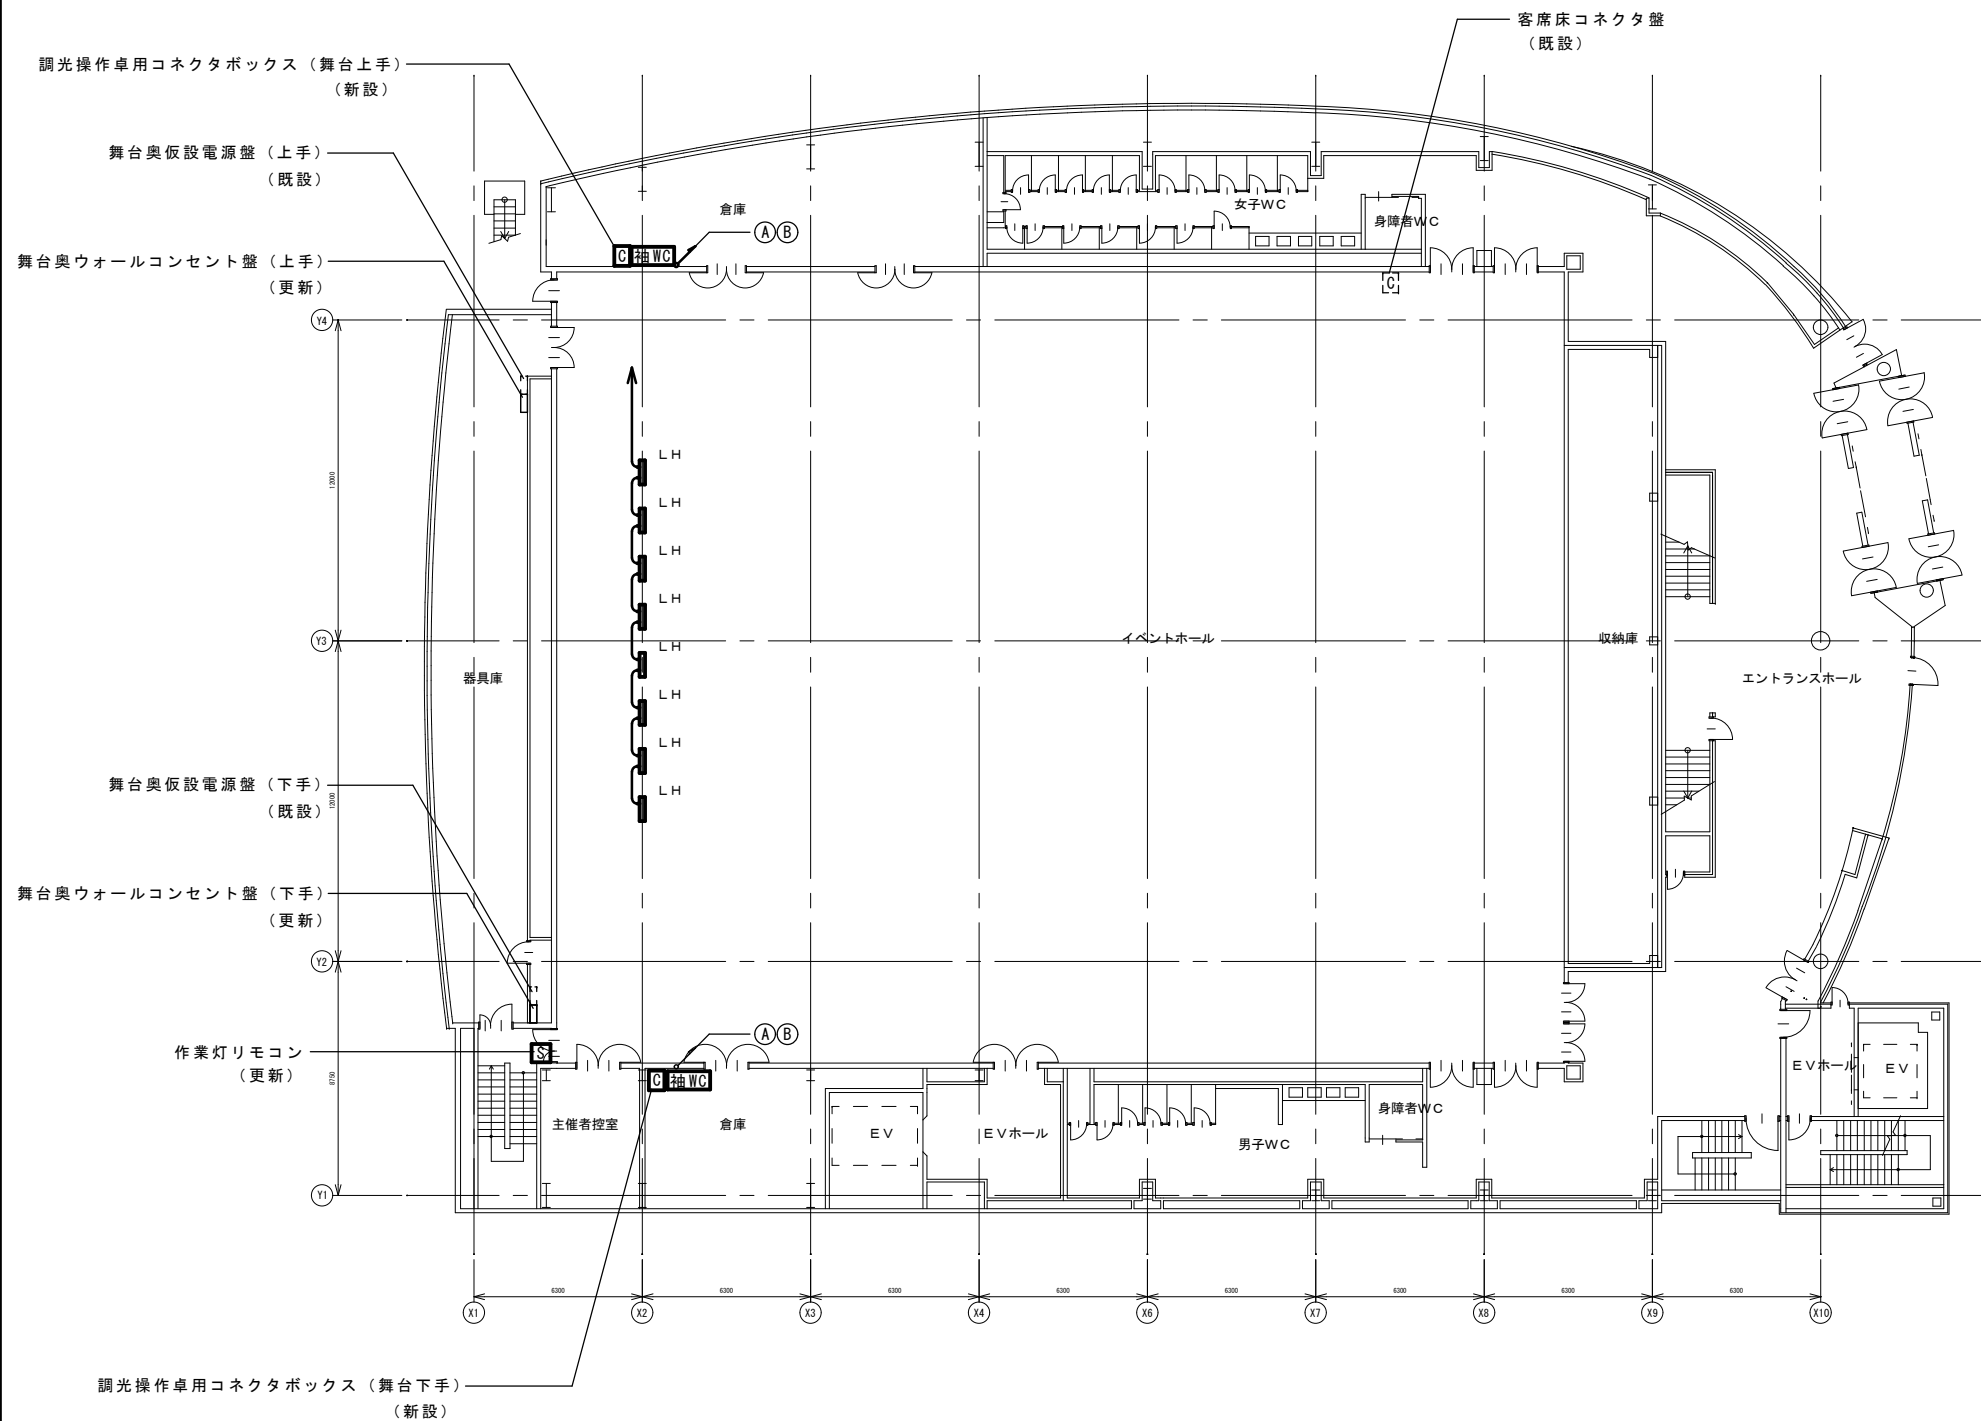 客席床コネクタ盤
（既設）
調光操作卓用コネクタボックス（舞台上手）
（新設）
舞台奥仮設電源盤（上手）
（既設）
舞台奥ウォールコンセント盤（上手）
（更新）
倉庫
女子WC
身障者WC
A B
C 袖WC
C
Y4
LH
LH
LH
LH
LH
LH
LH
LH
12000
Y3
イベントホール
収納庫
器具庫
エントランスホール
舞台奥仮設電源盤（下手）
（既設）
12000
舞台奥ウォールコンセント盤（下手）
（更新）
Y2
作業灯リモコン
（更新）
S
A B
C 袖WC
8750
主催者控室
倉庫
EV
EVホール
男子WC
身障者WC
EVホール
EV
Y1
6300
6300
6300
6300
6300
6300
6300
6300
X1
X2
X3
X4
X6
X7
X8
X9
X10
調光操作卓用コネクタボックス（舞台下手）
（新設）